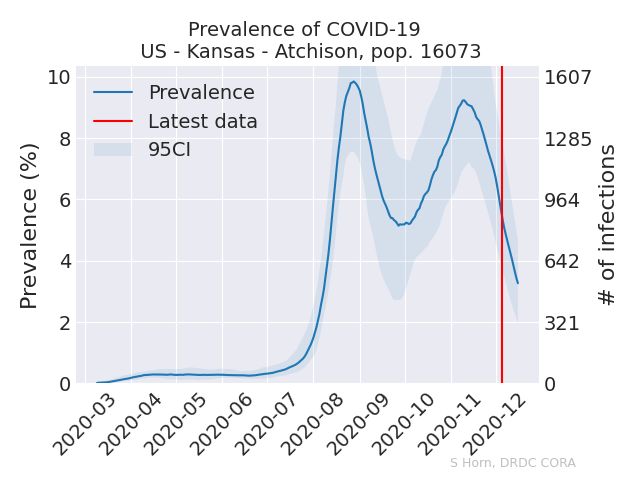 Prevalence of COVID-19
US - Kansas - Atchison, pop. 16073
Prevalence
Latest data
95CI
Prevalence (%)
10
8
6
4
2
0
1607
1285
964
642
321
0
# of infections
2020-03
2020-04
2020-05
2020-06
2020-07
2020-08
2020-09
2020-10
2020-11
2020-12
S Horn, DRDC CORA